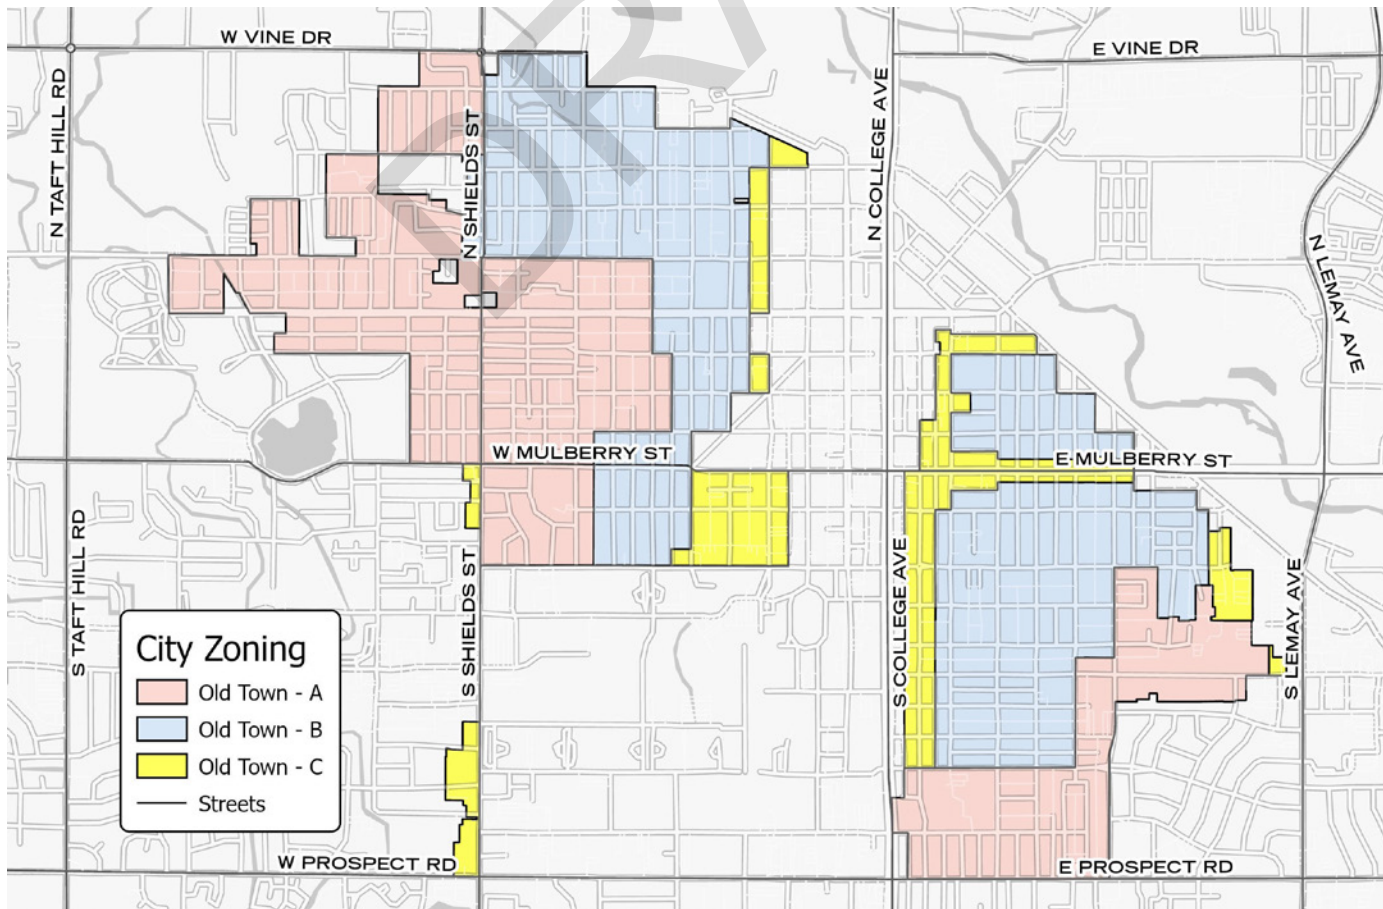 DRA
W VINE DR
E VINE DR
N TAFT HILL RD
N SHIELDS ST
N COLLEGE AVE
N LEMAY AVE
W MULBERRY ST
E MULBERRY ST
S TAFT HILL RD
S SHIELDS ST
S COLLEGE AVE
S LEMAY AVE
City Zoning
Old Town - A
Old Town - B
Old Town - C
Streets
W PROSPECT RD
E PROSPECT RD